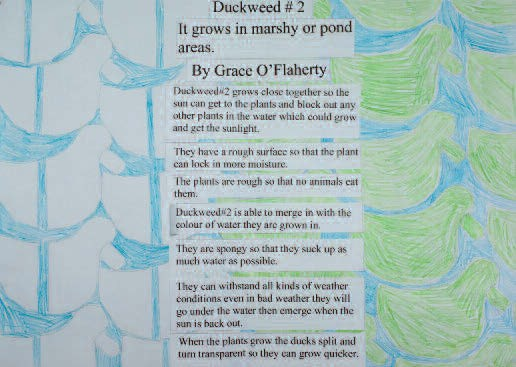 Duckweed # 2
It grows in marshy or pond
areas.
By Grace O'Flaherty
Duckweed#2 grows close together so the
sun can get to the plants and block out any
other plants in the water which could grow
and get the sunlight.
They have a rough surface so that the plant
can lock in more moisture.
The plants are rough so that no animals eat
them.
Duckweed#2 is able to merge in with the
colour of water they are grown in.
They are spongy so that they suck up as
much water as possible.
They can withstand all kinds of weather
conditions even in bad weather they will
go under the water then emerge when the
sun is back out.
When the plants grow the ducks split and
turn transparent so they can grow quicker.